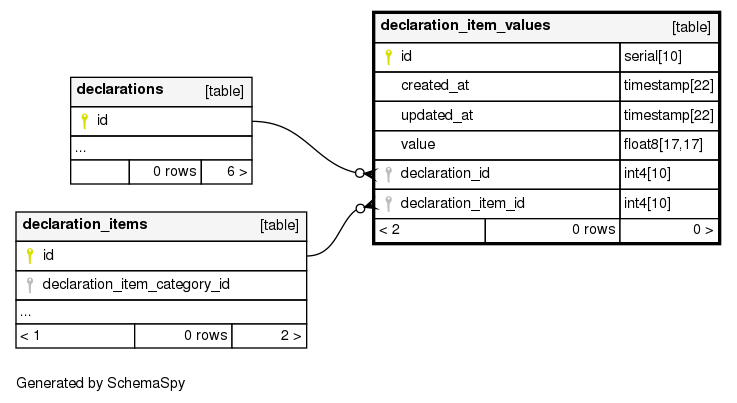 declaration_item_values [table]
id serial[10]
created_at timestamp[22]
updated_at timestamp[22]
value float8[17,17]
declaration_id int4[10]
declaration_item_id int4[10]
< 2 0 rows 0 >
declarations [table]
id
...
0 rows 6 >
declaration_items [table]
id
declaration_item_category_id
...
< 1 0 rows 2 >
Generated by SchemaSpy